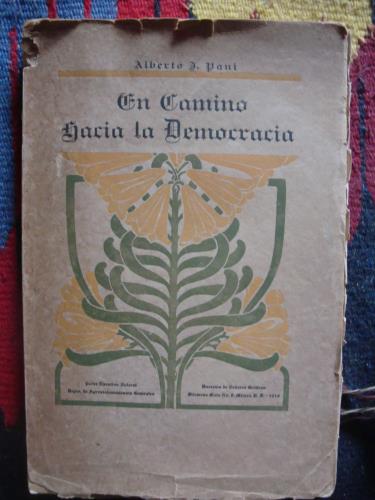 Alberto J. Pani
En Camino
Hacia la Democracia
Poder Ejecutivo Federal
Depto. de Aprovisionamientos Generales
Dirección de Talleres Gráficos
México D. F. - 1918